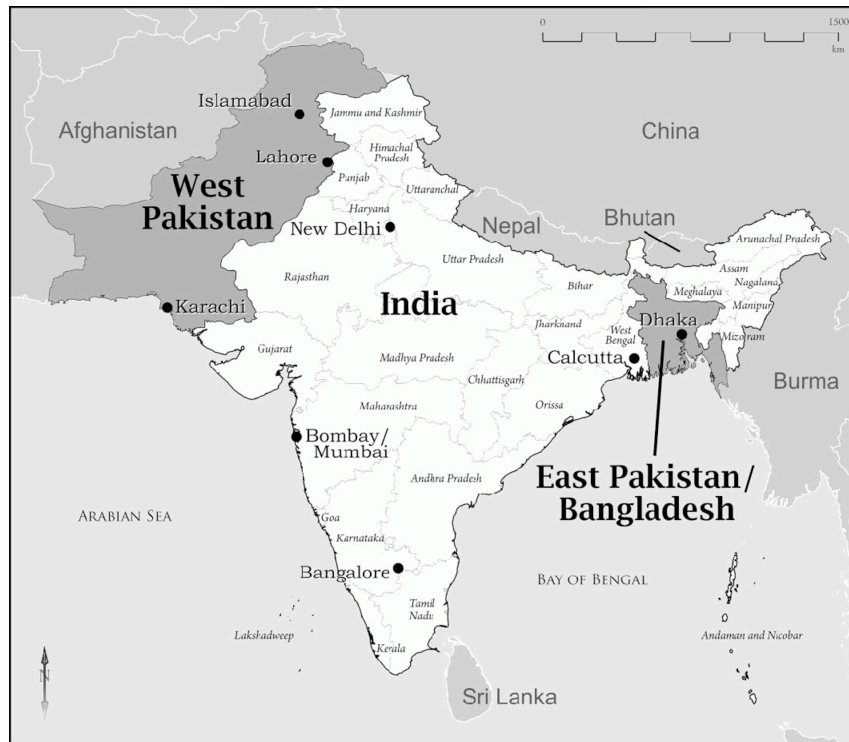 0 1500
km
Islamabad
Jammu and Kashmir
Afghanistan
China
Lahore
Himachal
Pradesh
Punjab
West
Pakistan
Uttaranchal
Haryana
New Delhi
Nepal
Bhutan
Arunachal Pradesh
Uttar Pradesh
Assam
Nagalana
Rajasthan
Bihar
Meghalaya
Manipur
Karachi
India
Dhaka
Jharknand
West
Bengal
Mizoram
Gujarat
Madhya Pradesh
Calcutta
Chhattisgarh
Burma
Maharashtra
Orissa
Bombay/
Mumbai
East Pakistan/
Bangladesh
Andhra Pradesh
Arabian Sea
Goa
Karnataka
Bangalore
Bay of Bengal
Tamil
Nadu
Lakshadweep
Andaman and Nicobar
Kerala
N
Sri Lanka